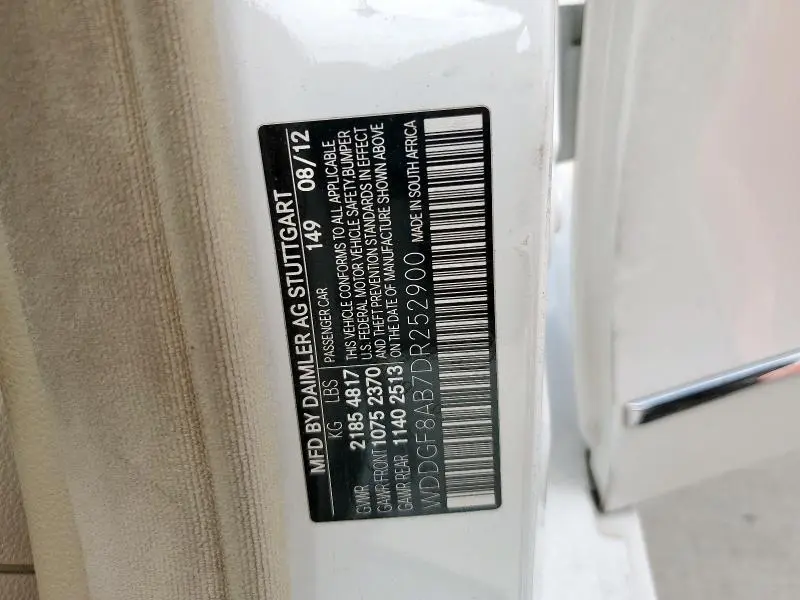 MFD BY DAIMLER AG STUTTGART
149 08/12
KG LBS PASSENGER CAR
GVWR 2185 4817
GAWR FRONT 1075 2370
GAWR REAR 1140 2513
THIS VEHICLE CONFORMS TO ALL APPLICABLE
U.S. FEDERAL MOTOR VEHICLE SAFETY, BUMPER
AND THEFT PREVENTION STANDARDS IN EFFECT
ON THE DATE OF MANUFACTURE SHOWN ABOVE
WDDGF8AB7DR252900 MADE IN SOUTH AFRICA